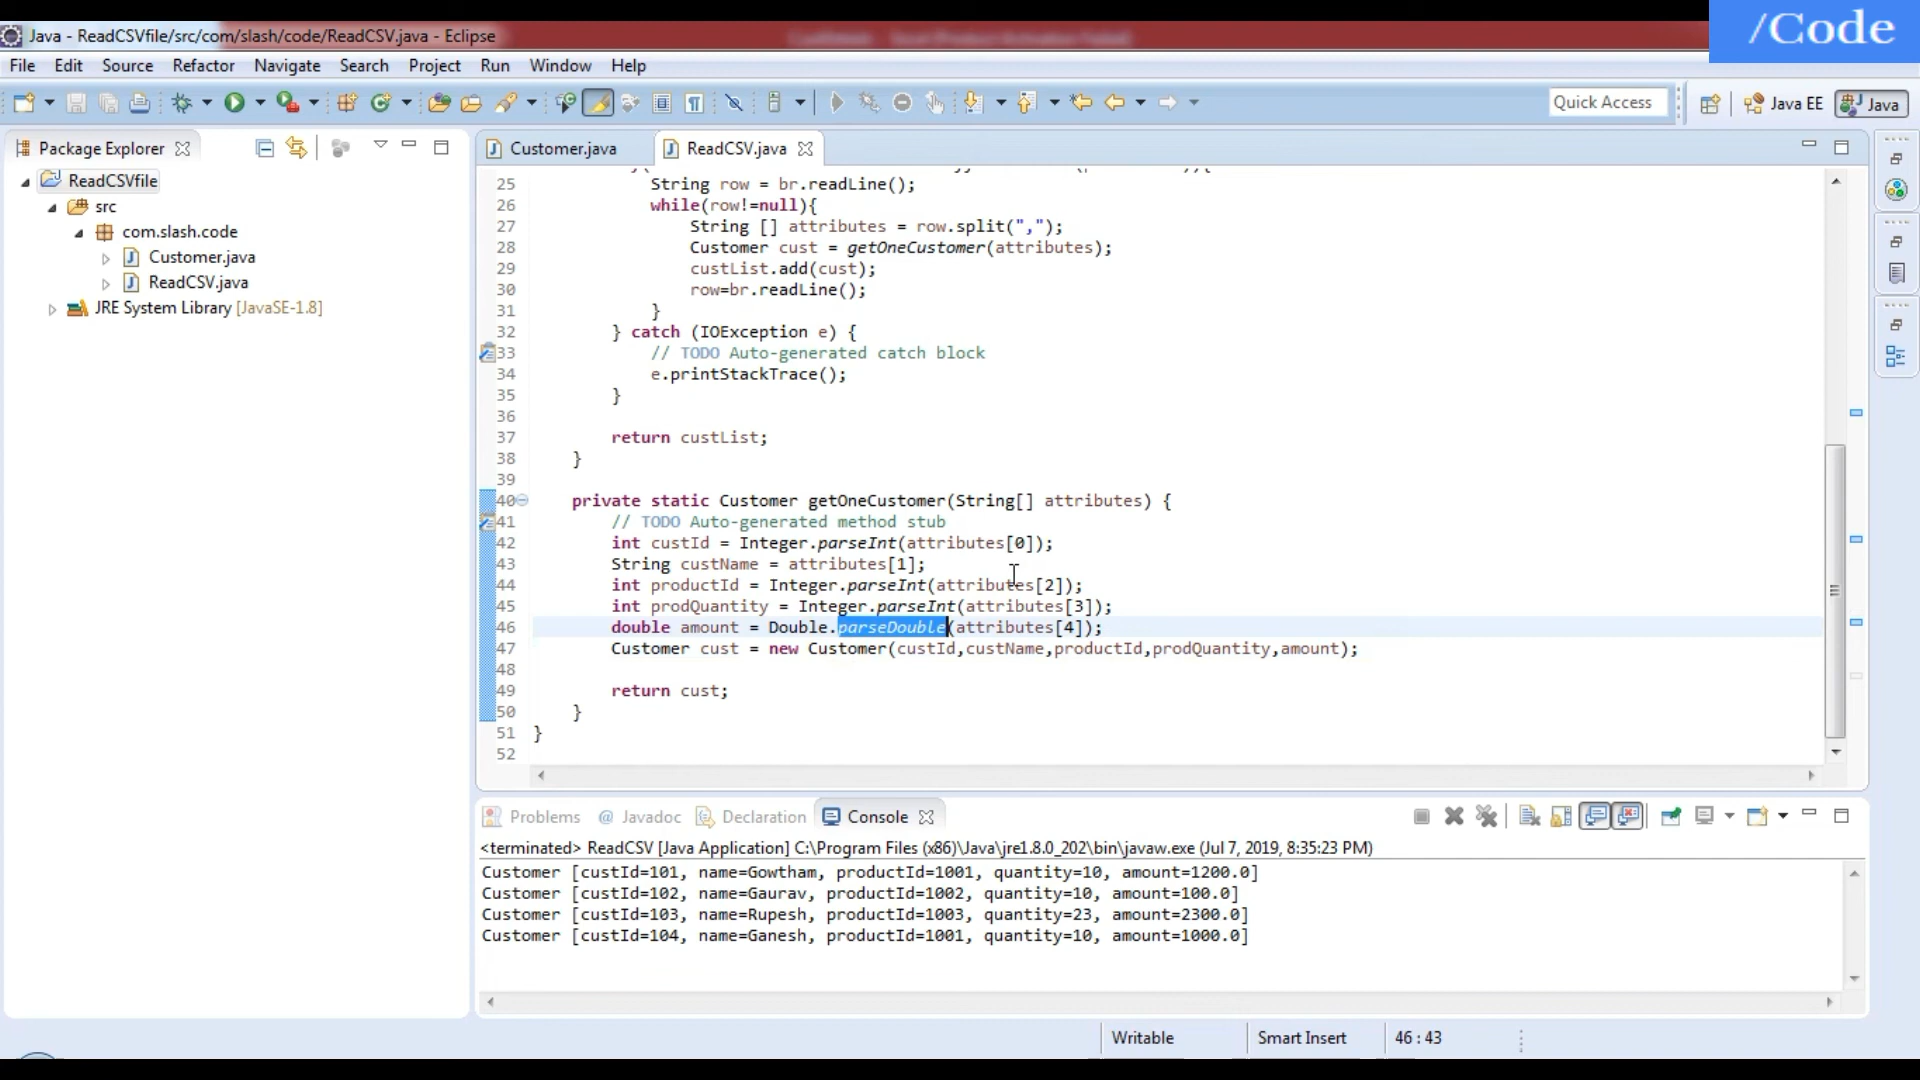 /Code
Java - ReadCSVfile/src/com/slash/code/ReadCSV.java - Eclipse
File Edit Source Refactor Navigate Search Project Run Window Help
Quick Access
Java EE
Java
Package Explorer
ReadCSVfile
src
com.slash.code
Customer.java
ReadCSV.java
JRE System Library [JavaSE-1.8]
Customer.java
ReadCSV.java
25 String row = br.readLine();
26 while(row!=null){
27 String [] attributes = row.split(",");
28 Customer cust = getOneCustomer(attributes);
29 custList.add(cust);
30 row=br.readLine();
31 }
32 } catch (IOException e) {
33 // TODO Auto-generated catch block
34 e.printStackTrace();
35 }
36
37 return custList;
38 }
39
40 private static Customer getOneCustomer(String[] attributes) {
41 // TODO Auto-generated method stub
42 int custId = Integer.parseInt(attributes[0]);
43 String custName = attributes[1];
44 int productId = Integer.parseInt(attributes[2]);
45 int prodQuantity = Integer.parseInt(attributes[3]);
46 double amount = Double.parseDouble(attributes[4]);
47 Customer cust = new Customer(custId,custName,productId,prodQuantity,amount);
48
49 return cust;
50 }
51 }
52
Problems @ Javadoc Declaration Console
<terminated> ReadCSV [Java Application] C:\Program Files (x86)\Java\jre1.8.0_202\bin\javaw.exe (Jul 7, 2019, 8:35:23 PM)
Customer [custId=101, name=Gowtham, productId=1001, quantity=10, amount=1200.0]
Customer [custId=102, name=Gaurav, productId=1002, quantity=10, amount=100.0]
Customer [custId=103, name=Rupesh, productId=1003, quantity=23, amount=2300.0]
Customer [custId=104, name=Ganesh, productId=1001, quantity=10, amount=1000.0]
Writable Smart Insert 46 : 43